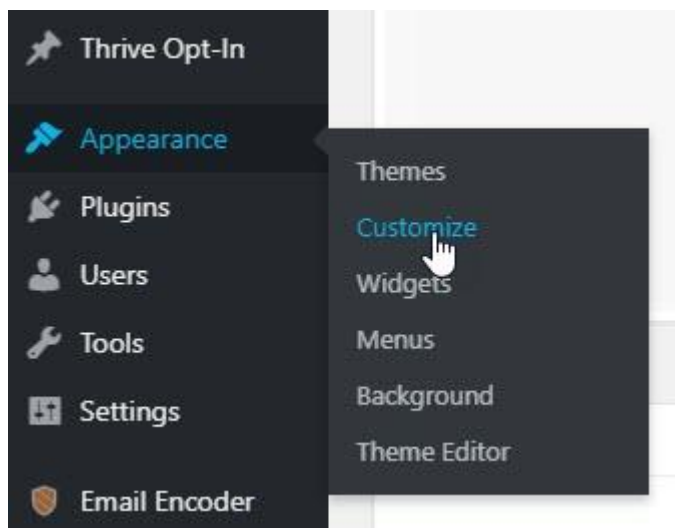 Thrive Opt-In
Appearance
Plugins
Users
Tools
Settings
Email Encoder
Themes
Customize
Widgets
Menus
Background
Theme Editor